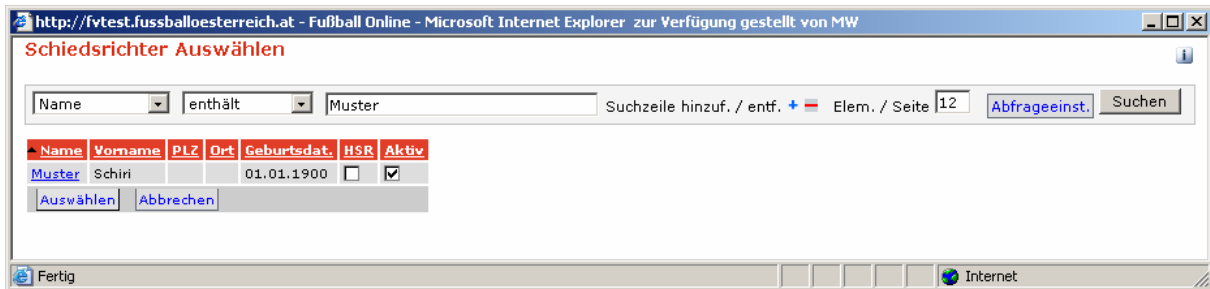 http://fvtest.fussballoesterreich.at - Fußball Online - Microsoft Internet Explorer zur Verfügung gestellt von MW
Schiedsrichter Auswählen
Name enthält Muster Suchzeile hinzuf. / entf. Elem. / Seite 12 Abfrageeinst. Suchen
Name Vorname PLZ Ort Geburtsdat. HSR Aktiv
Muster Schiri 01.01.1900
Auswählen Abbrechen
Fertig Internet